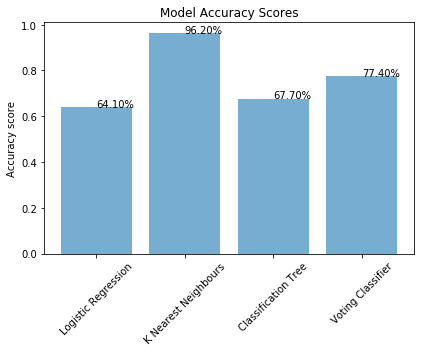 Model Accuracy Scores
1.0
0.8
0.6
0.4
0.2
0.0
Accuracy score
64.10%
96.20%
67.70%
77.40%
Logistic Regression
K Nearest Neighbours
Classification Tree
Voting Classifier